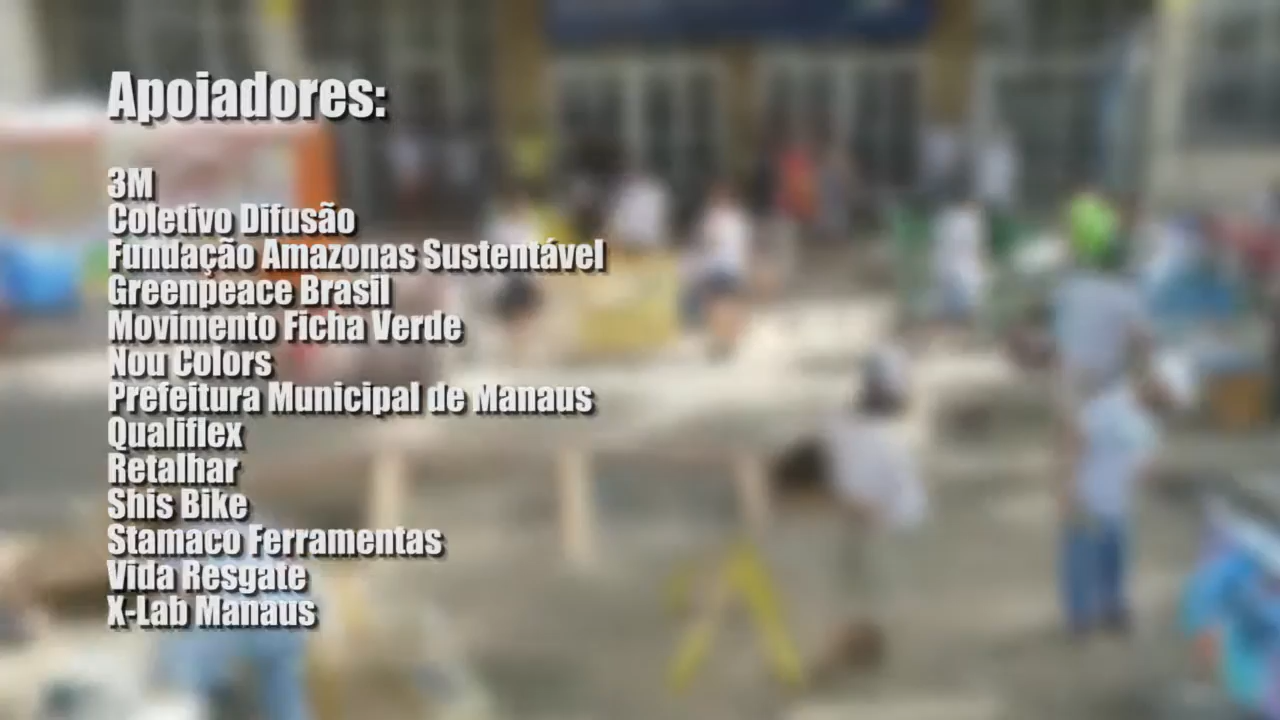 Apoiadores:
3M
Coletivo Difusão
Fundação Amazonas Sustentável
Greenpeace Brasil
Movimento Ficha Verde
Nou Colors
Prefeitura Municipal de Manaus
Qualiflex
Retalhar
Shis Bike
Stamaco Ferramentas
Vida Resgate
X-Lab Manaus